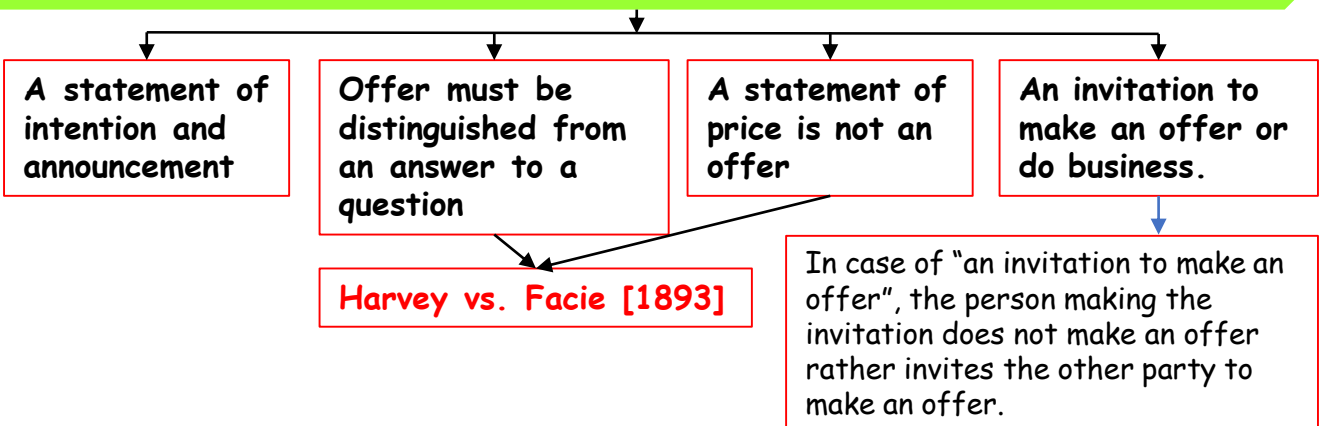 A statement of
intention and
announcement
Offer must be
distinguished from
an answer to a
question
A statement of
price is not an
offer
An invitation to
make an offer or
do business.
Harvey vs. Facie [1893]
In case of “an invitation to make an
offer”, the person making the
invitation does not make an offer
rather invites the other party to
make an offer.